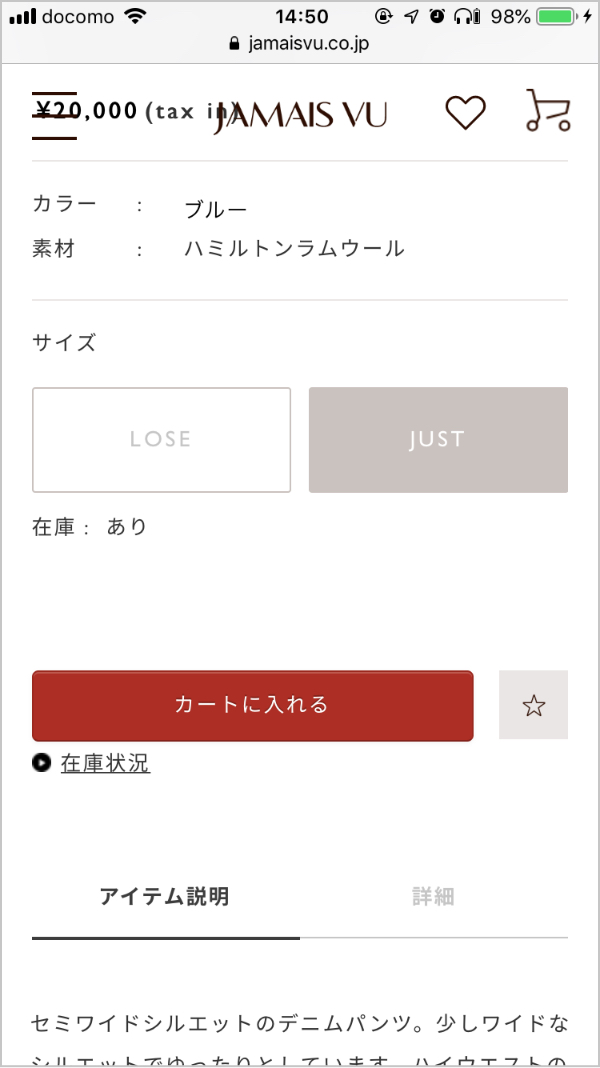 docomo 14:50 98%
jamaisvu.co.jp
¥20,000 (tax in)
JAMAIS VU
カラー : ブルー
素材 : ハミルトンラムウール
サイズ
LOSE JUST
在庫 : あり
カートに入れる
在庫状況
アイテム説明 詳細
セミワイドシルエットのデニムパンツ。少しワイドな
シルエットでゆったりとしています。ハイウエストの